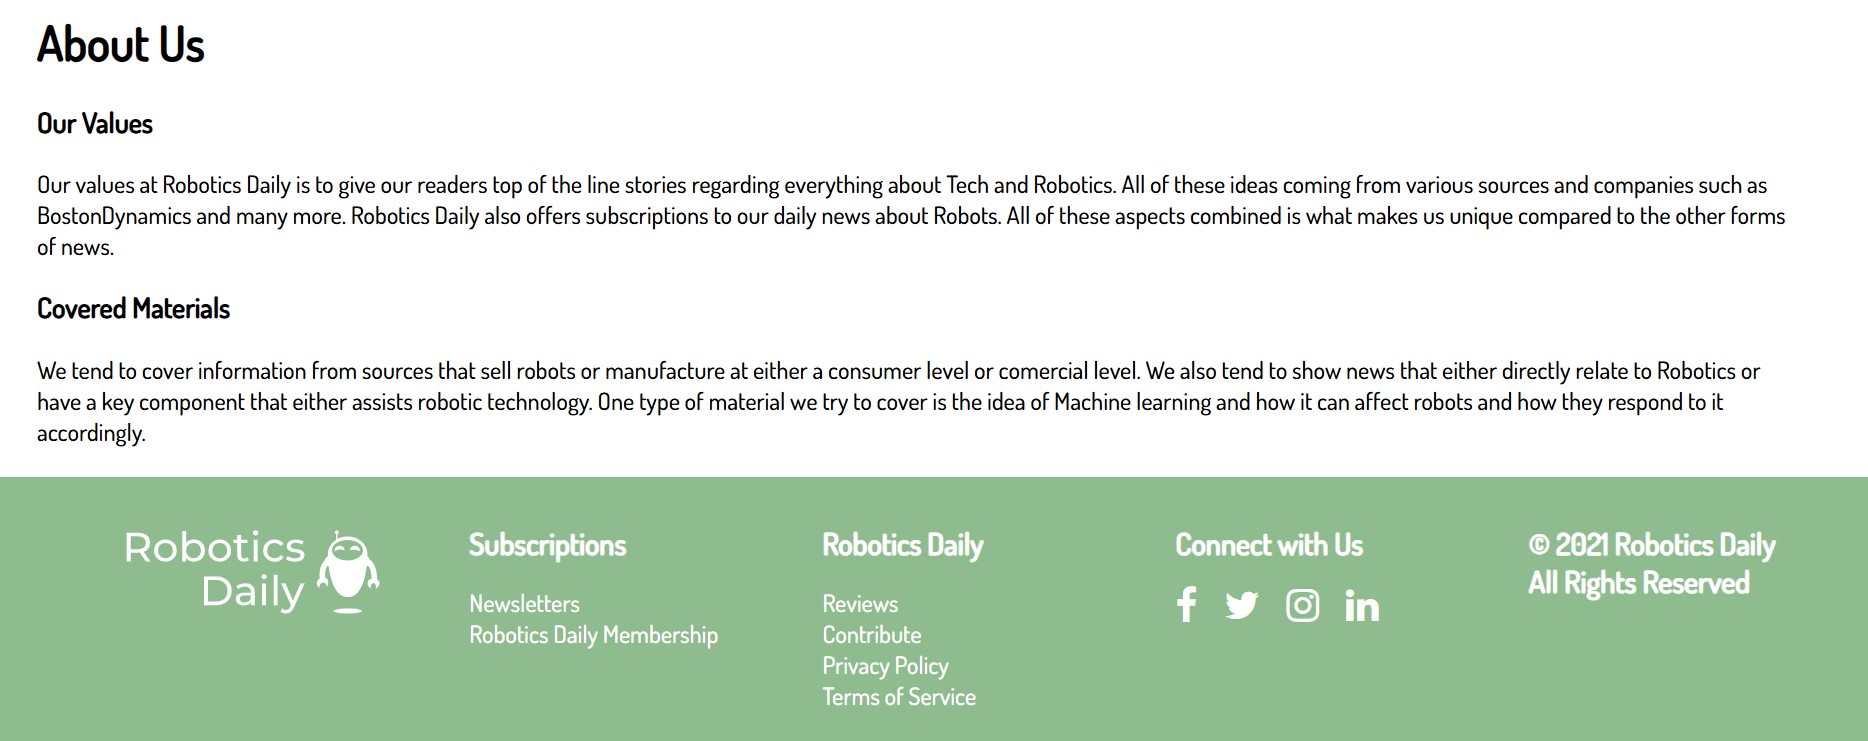 About Us
Our Values
Our values at Robotics Daily is to give our readers top of the line stories regarding everything about Tech and Robotics. All of these ideas coming from various sources and companies such as
BostonDynamics and many more. Robotics Daily also offers subscriptions to our daily news about Robots. All of these aspects combined is what makes us unique compared to the other forms
of news.
Covered Materials
We tend to cover information from sources that sell robots or manufacture at either a consumer level or comercial level. We also tend to show news that either directly relate to Robotics or
have a key component that either assists robotic technology. One type of material we try to cover is the idea of Machine learning and how it can affect robots and how they respond to it
accordingly.
Robotics
Daily
Subscriptions
Newsletters
Robotics Daily Membership
Robotics Daily
Reviews
Contribute
Privacy Policy
Terms of Service
Connect with Us
© 2021 Robotics Daily
All Rights Reserved